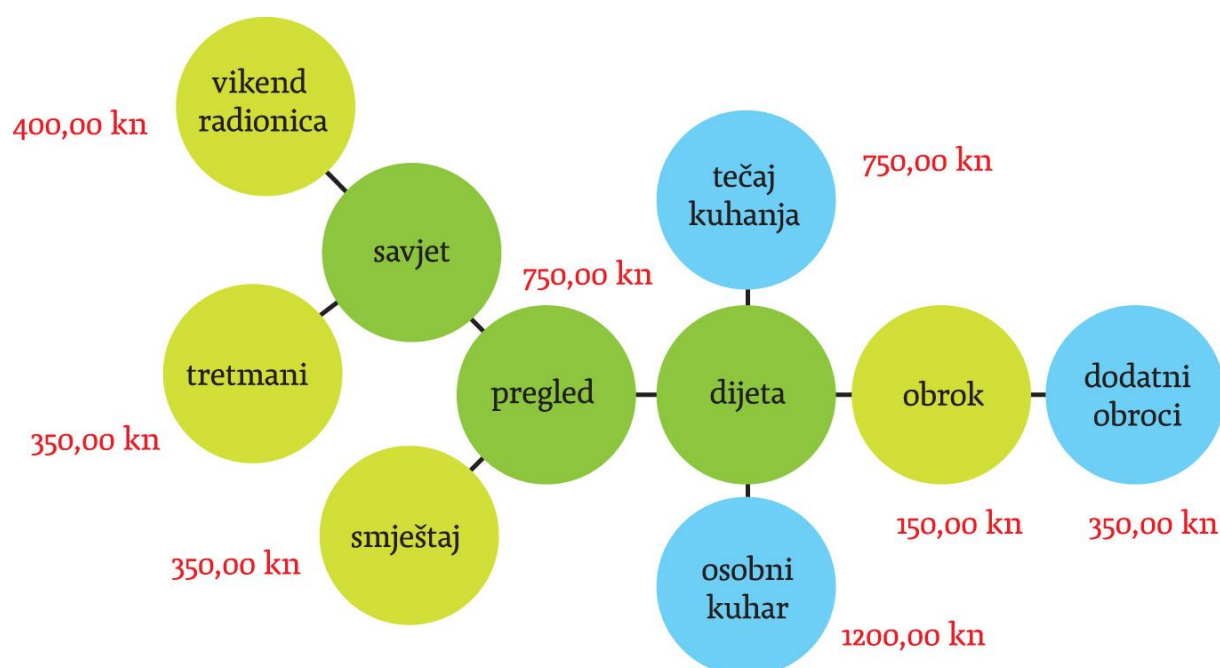 vikend
radionica
400,00 kn
savjet
tečaj
kuhanja
750,00 kn
750,00 kn
tretmani
350,00 kn
pregled
dijeta
obrok
dodatni
obroci
150,00 kn
350,00 kn
smještaj
350,00 kn
osobni
kuhar
1200,00 kn